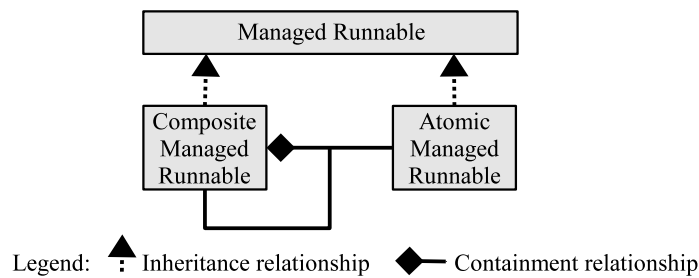 Managed Runnable
Composite
Managed
Runnable
Atomic
Managed
Runnable
Legend: Inheritance relationship Containment relationship